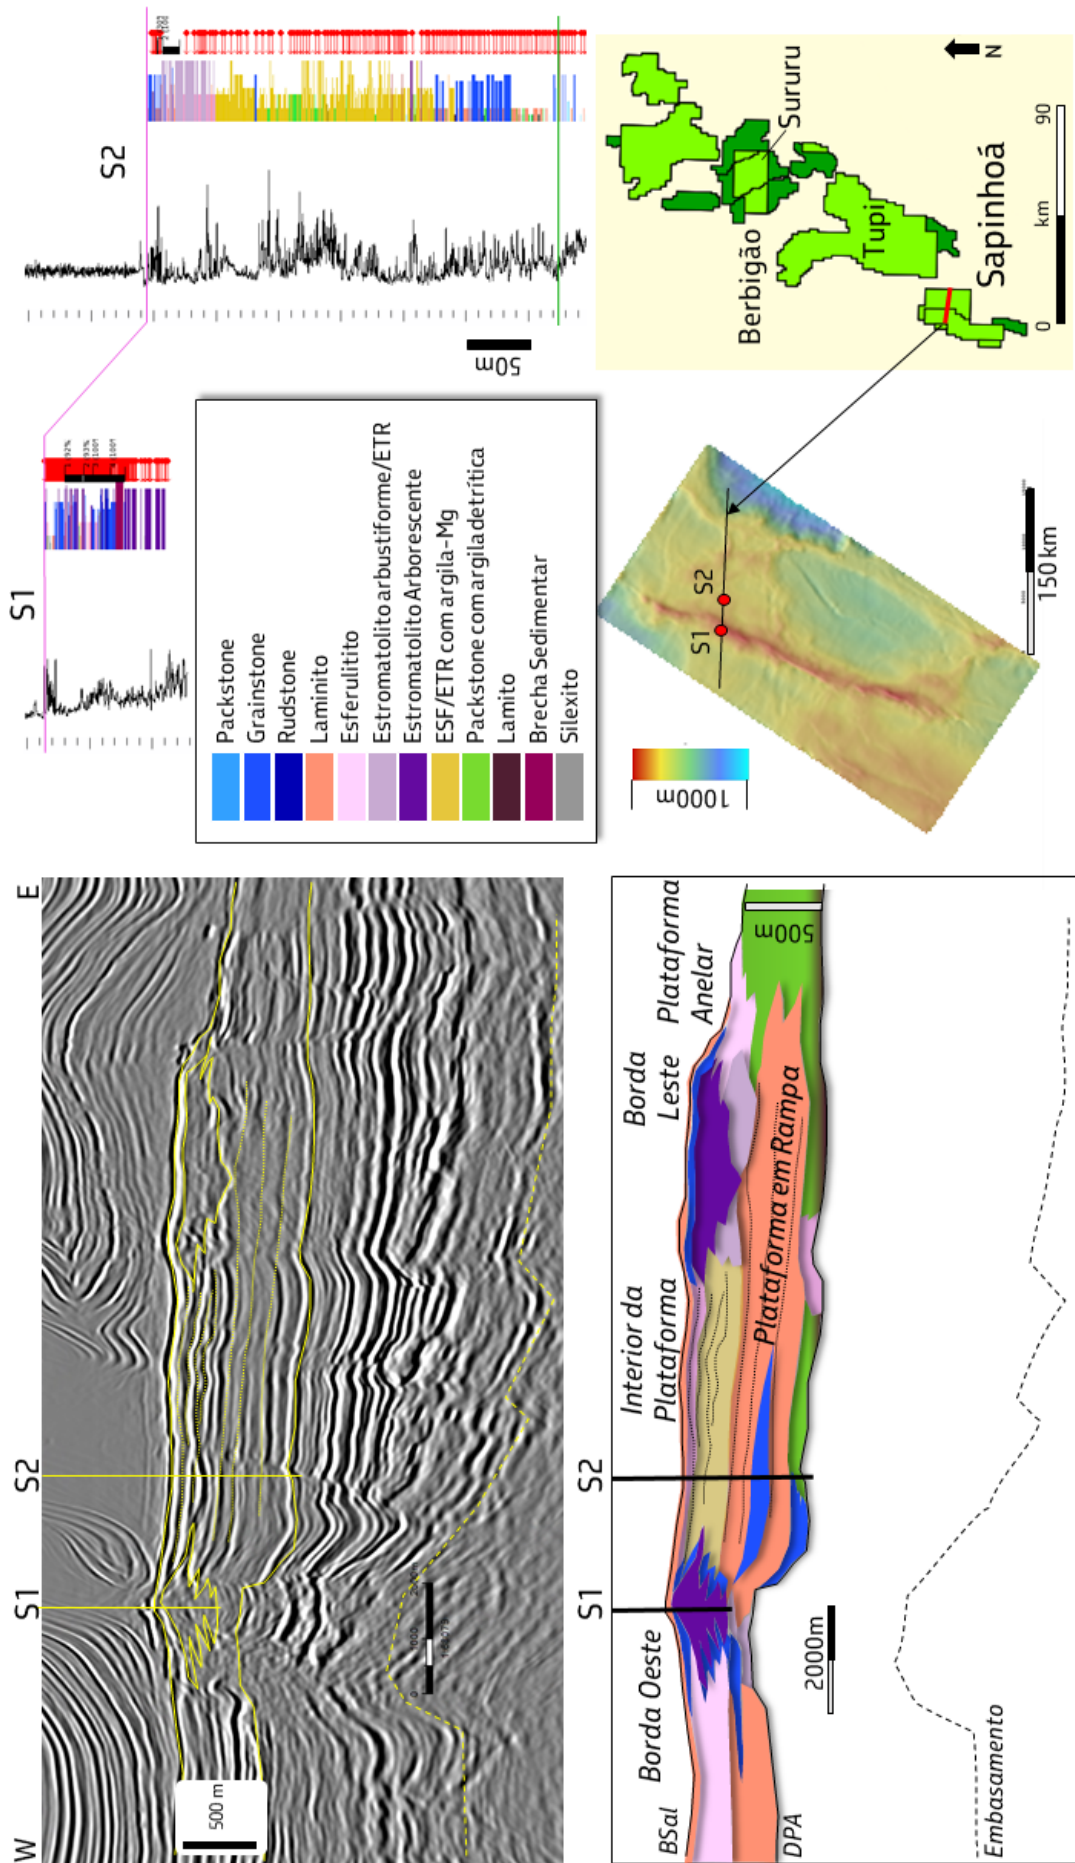 W
E
S1
S2
500 m
0
1000
BSal
Borda Oeste
S1
S2
Interior da
Plataforma
Borda
Leste
Plataforma
Anelar
Plataforma em Rampa
500m
DPA
2000m
Embasamento
S1
S2
50m
Packstone
Grainstone
Rudstone
Laminito
Esferulitito
Estromatolito arbustiforme/ETR
Estromatolito Arborescente
ESF/ETR com argila-Mg
Packstone com argila detrítica
Lamito
Brecha Sedimentar
Silexito
1000m
S1
S2
150 km
Berbigão
Sururu
Tupi
Sapinhoá
0
km
90
N